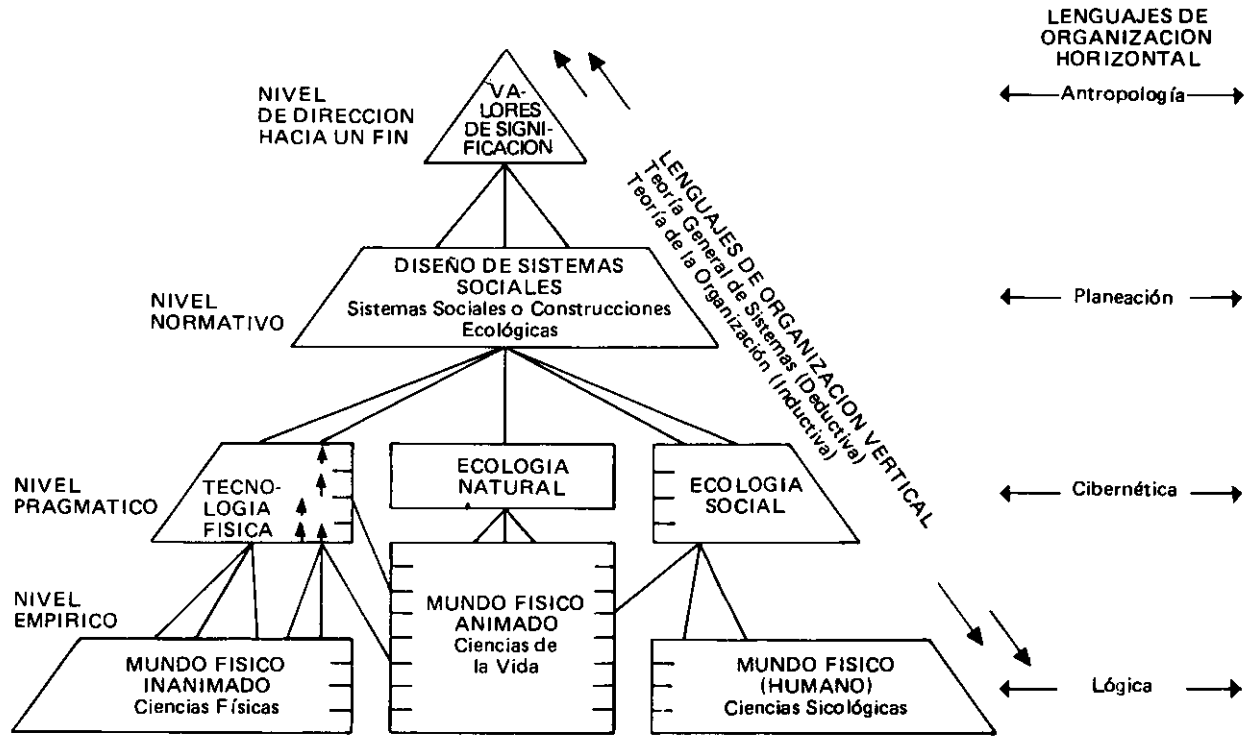 LENGUAJES DE
ORGANIZACION
HORIZONTAL
NIVEL
DE DIRECCION
HACIA UN FIN
VA-
LORES
DE SIGNI-
FICACION
Antropología
LENGUAJES DE ORGANIZACION VERTICAL
Teoría General de Sistemas (Deductiva)
Teoría de la Organización (Inductiva)
NIVEL
NORMATIVO
DISEÑO DE SISTEMAS
SOCIALES
Sistemas Sociales o Construcciones
Ecológicas
Planeación
NIVEL
PRAGMATICO
TECNO-
LOGIA
FISICA
ECOLOGIA
NATURAL
ECOLOGIA
SOCIAL
Cibernética
NIVEL
EMPIRICO
MUNDO FISICO
INANIMADO
Ciencias Físicas
MUNDO FISICO
ANIMADO
Ciencias de
la Vida
MUNDO FISICO
(HUMANO)
Ciencias Sicológicas
Lógica